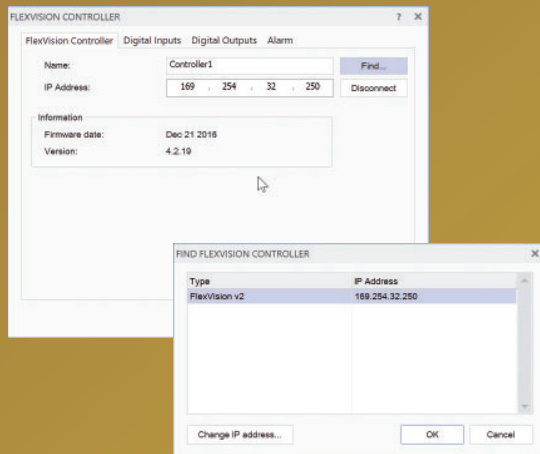 FLEXVISION CONTROLLER ? ×
FlexVision Controller Digital Inputs Digital Outputs Alarm
Name: Controller1 Find...
IP Address: 169 . 254 . 32 . 250 Disconnect
Information
Firmware date: Dec 21 2016
Version: 4.2.19
FIND FLEXVISION CONTROLLER ×
Type IP Address
FlexVision v2 169.254.32.250
Change IP address... OK Cancel